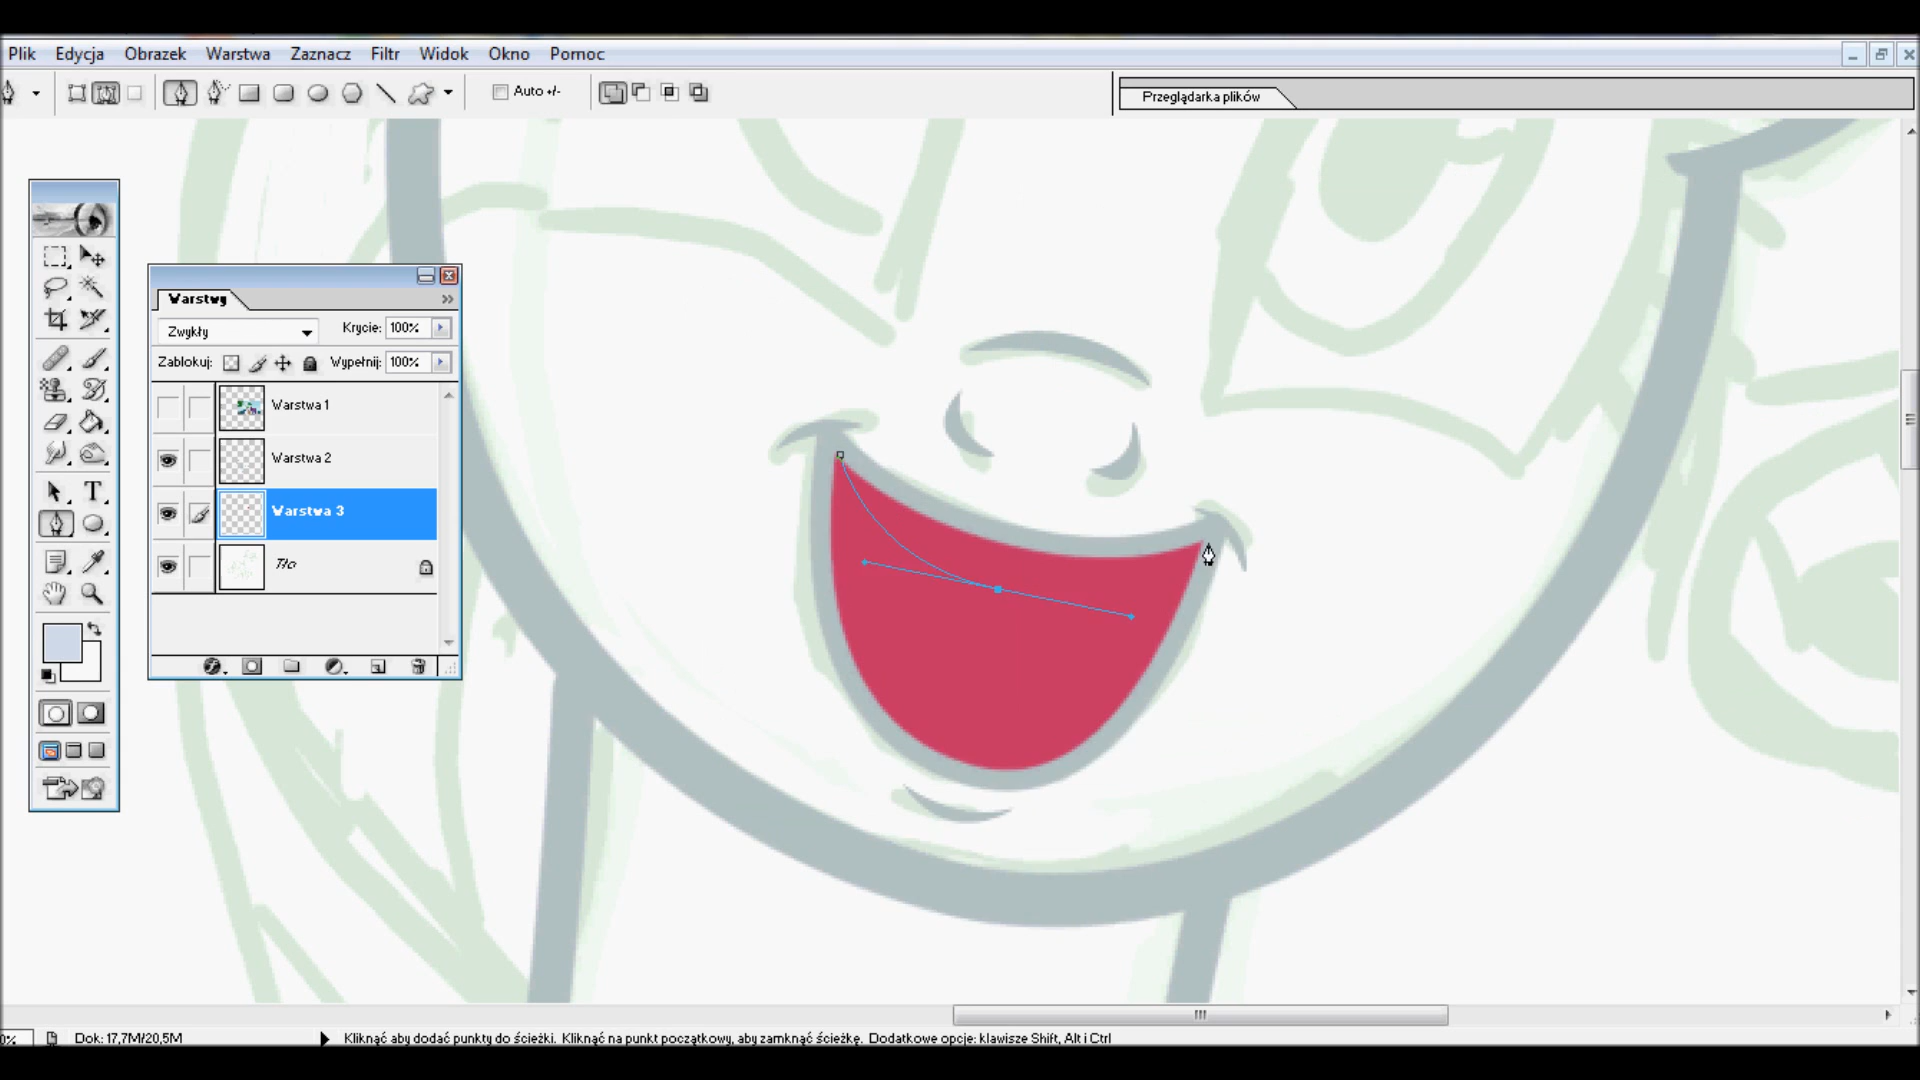 Plik Edycja Obrazek Warstwa Zaznacz Filtr Widok Okno Pomoc
Auto +/-
Przeglądarka plików
Warstwy
Zwykły Krycie: 100%
Zablokuj: Wypełnij: 100%
Warstwa 1
Warstwa 2
Warstwa 3
Tło
T
Dok: 17,7M/20,5M Kliknąć aby dodać punkty do ścieżki. Kliknąć na punkt początkowy, aby zamknąć ścieżkę. Dodatkowe opcje: klawisze Shift, Alt i Ctrl